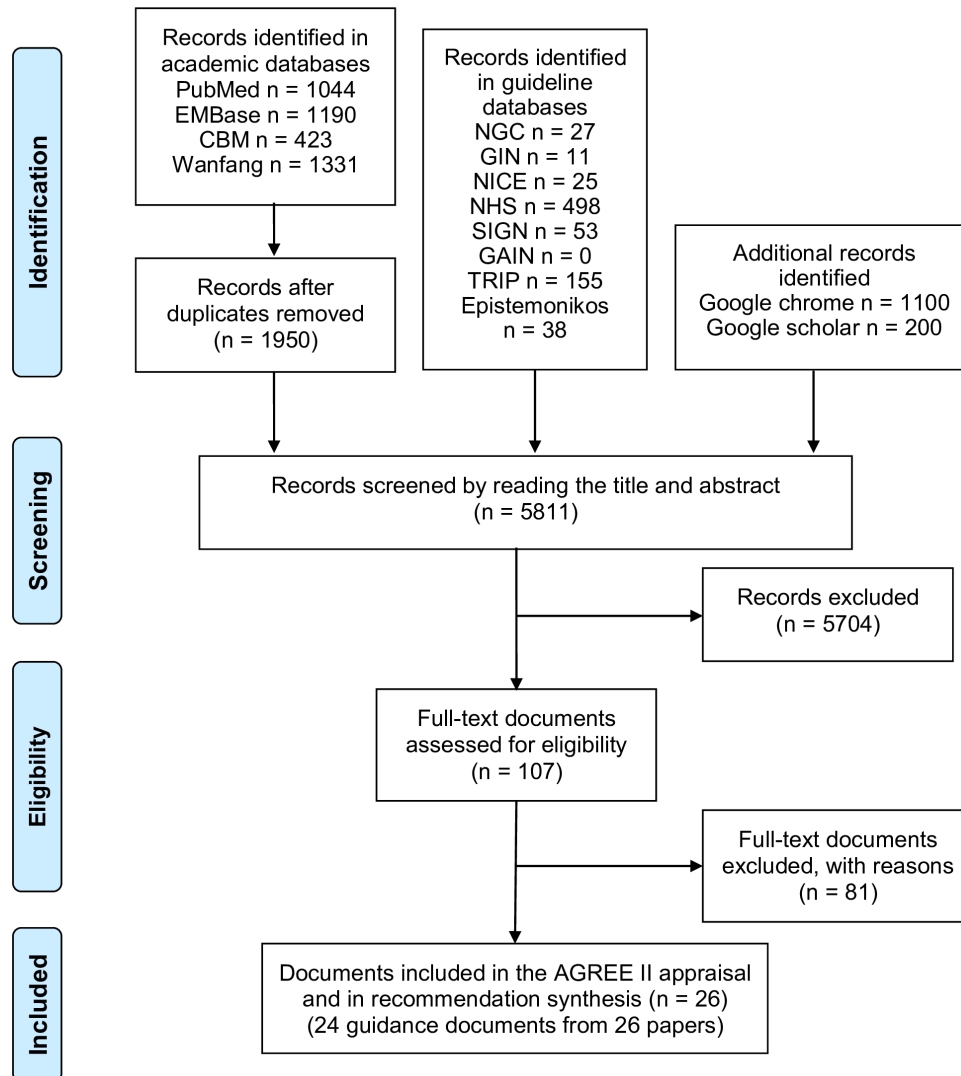 Identification
Records identified in
academic databases
PubMed n = 1044
EMBase n = 1190
CBM n = 423
Wanfang n = 1331
Records after
duplicates removed
(n = 1950)
Records identified
in guideline
databases
NGC n = 27
GIN n = 11
NICE n = 25
NHS n = 498
SIGN n = 53
GAIN n = 0
TRIP n = 155
Epistemonikos
n = 38
Additional records
identified
Google chrome n = 1100
Google scholar n = 200
Screening
Records screened by reading the title and abstract
(n = 5811)
Records excluded
(n = 5704)
Eligibility
Full-text documents
assessed for eligibility
(n = 107)
Full-text documents
excluded, with reasons
(n = 81)
Included
Documents included in the AGREE II appraisal
and in recommendation synthesis (n = 26)
(24 guidance documents from 26 papers)